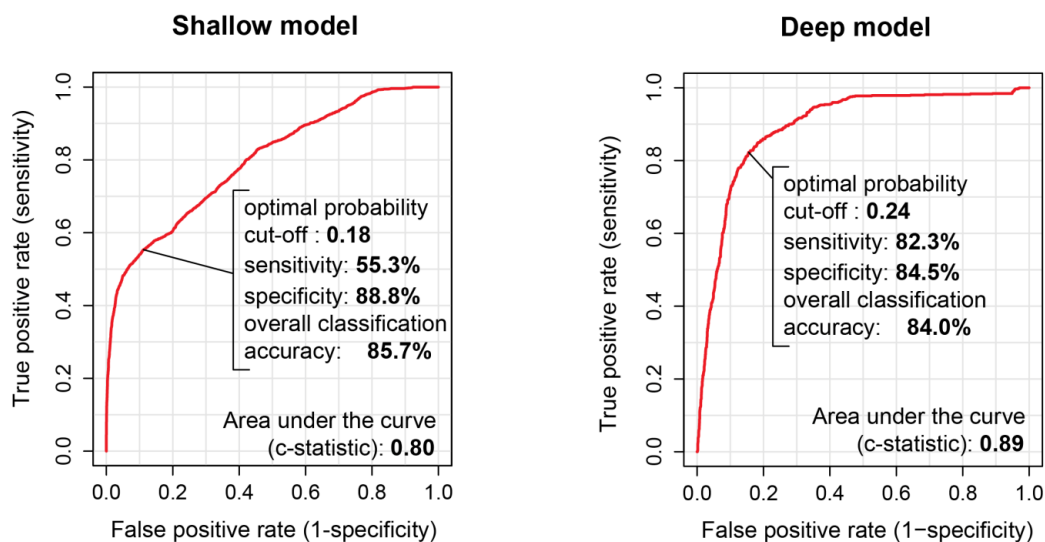 Shallow model
True positive rate (sensitivity)
1.0
0.8
0.6
0.4
0.2
0.0
optimal probability
cut-off : 0.18
sensitivity: 55.3%
specificity: 88.8%
overall classification
accuracy: 85.7%
Area under the curve
(c-statistic): 0.80
0.0 0.2 0.4 0.6 0.8 1.0
False positive rate (1-specificity)
Deep model
True positive rate (sensitivity)
1.0
0.8
0.6
0.4
0.2
0.0
optimal probability
cut-off : 0.24
sensitivity: 82.3%
specificity: 84.5%
overall classification
accuracy: 84.0%
Area under the curve
(c-statistic): 0.89
0.0 0.2 0.4 0.6 0.8 1.0
False positive rate (1−specificity)